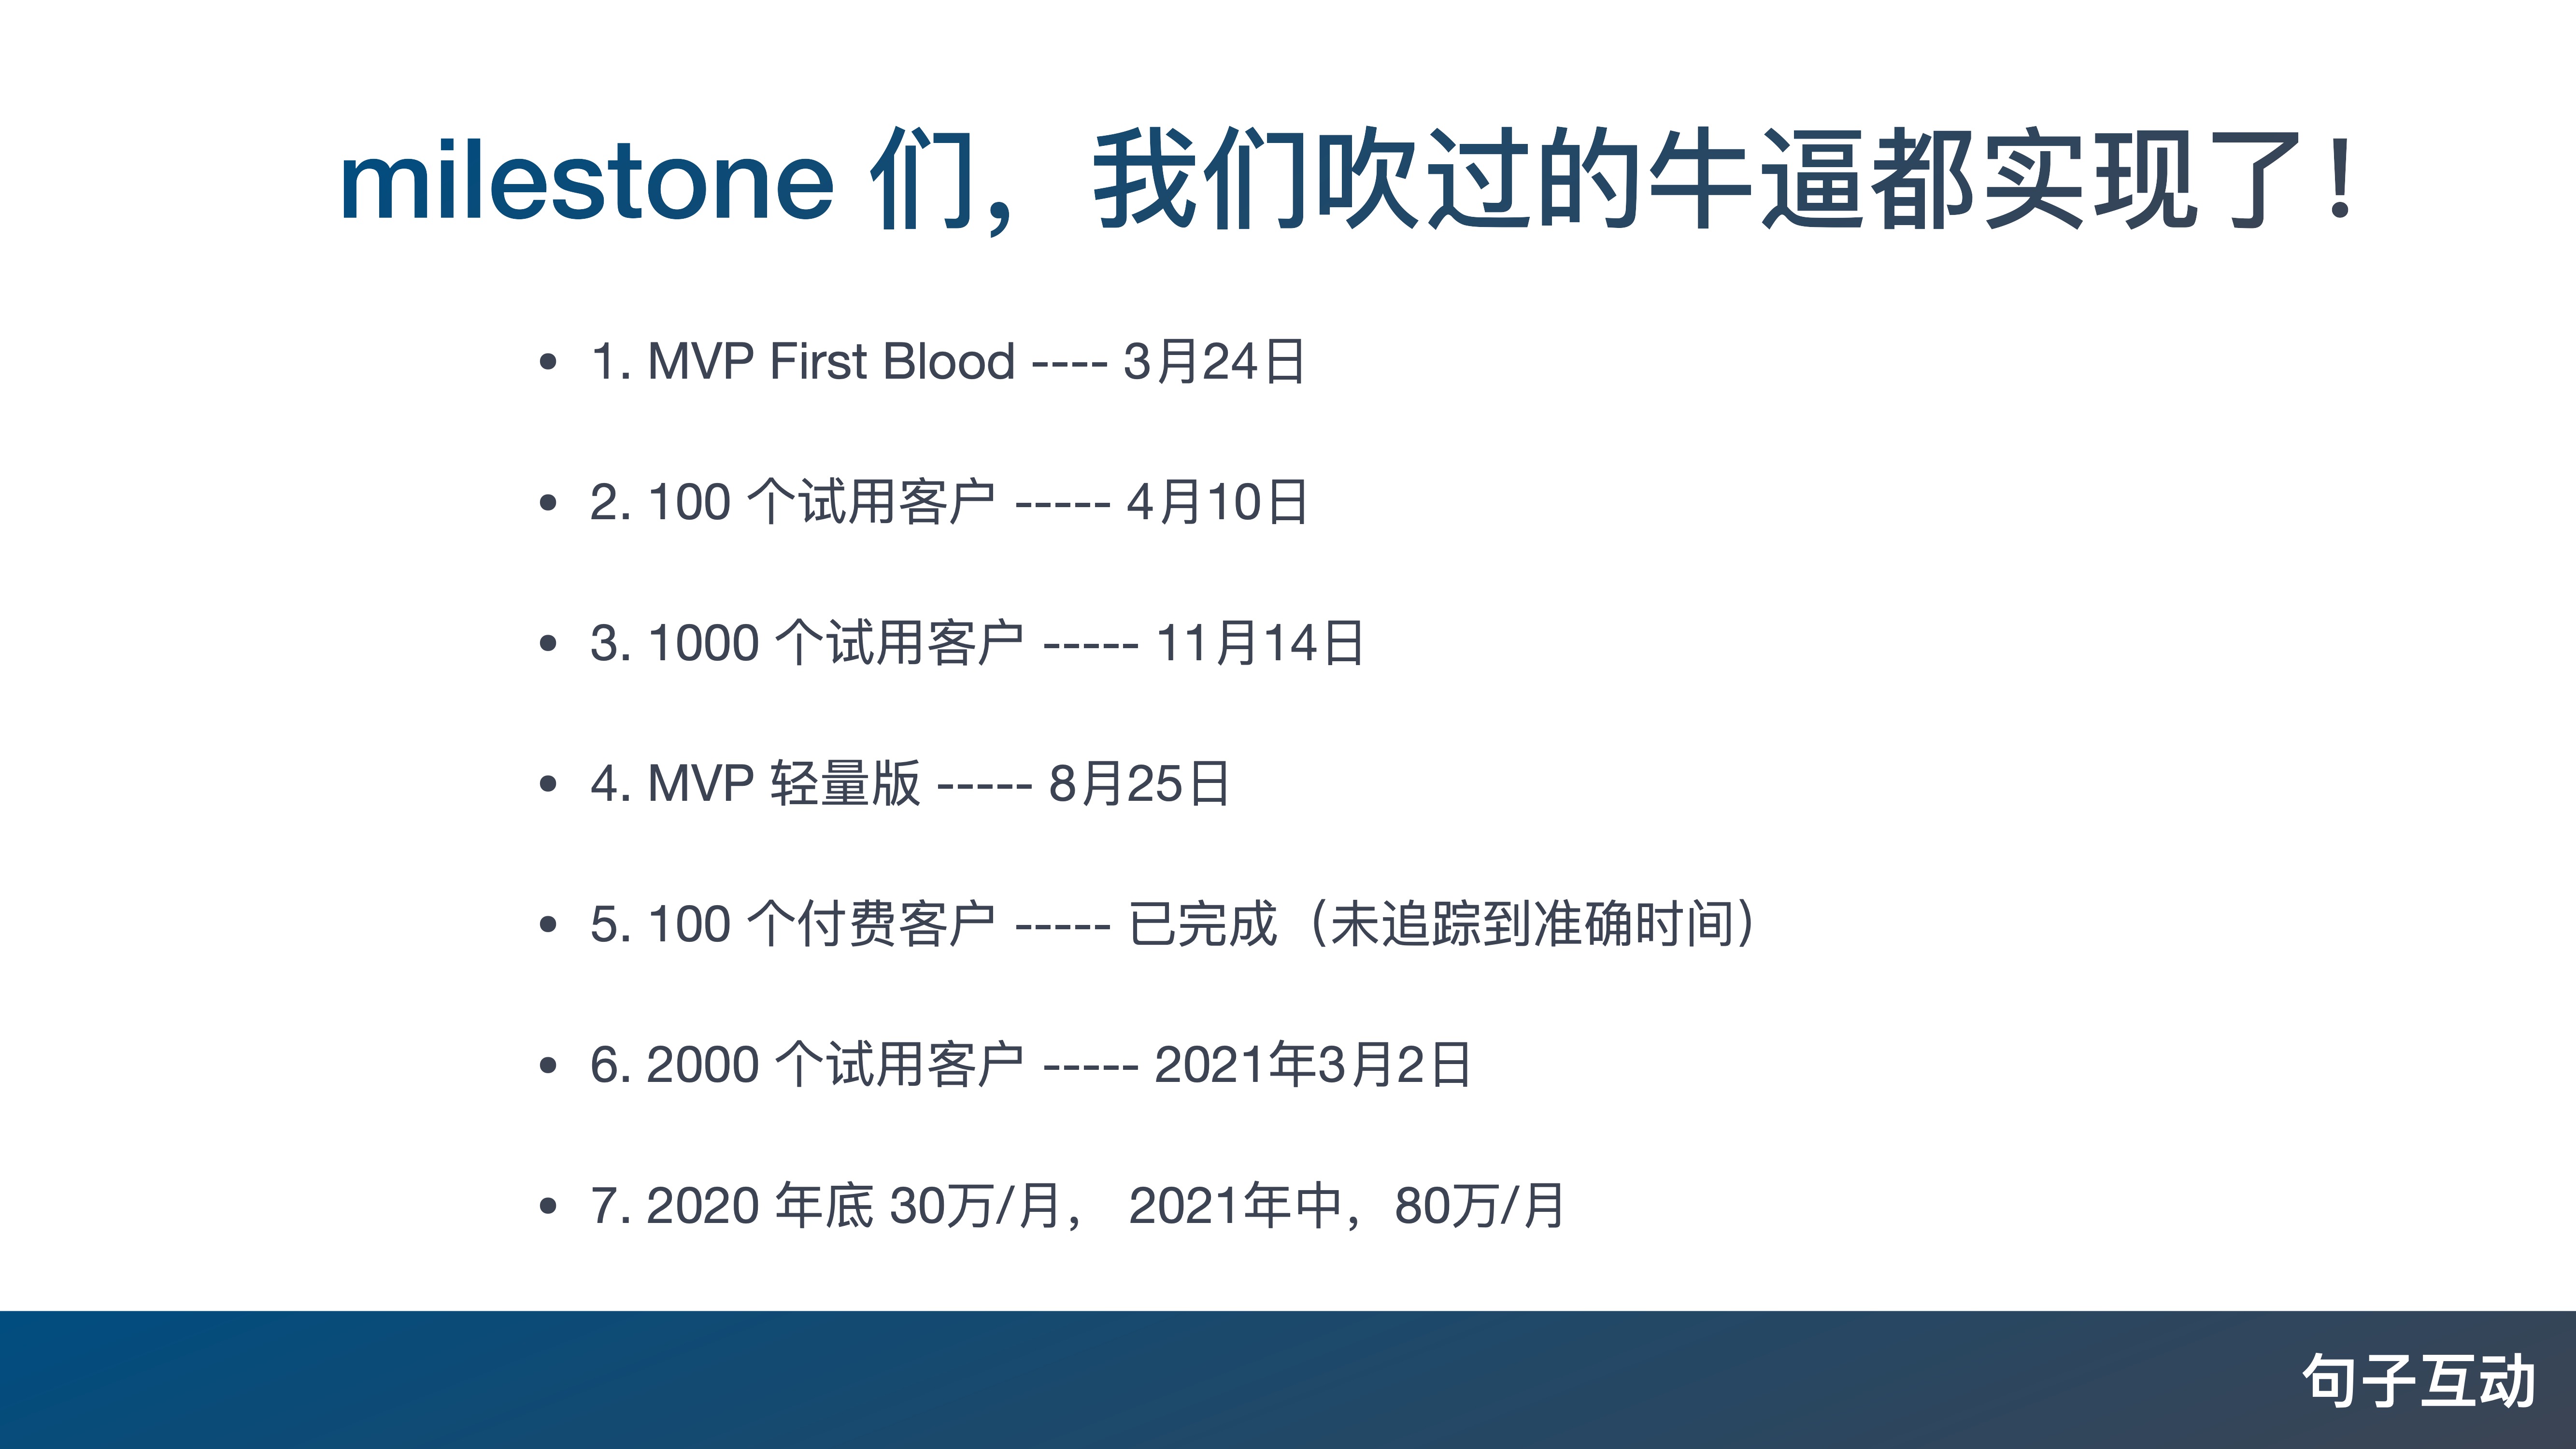 milestone 们，我们吹过的牛逼都实现了！
• 1. MVP First Blood ---- 3月24日
• 2. 100 个试用客户 ----- 4月10日
• 3. 1000 个试用客户 ----- 11月14日
• 4. MVP 轻量版 ----- 8月25日
• 5. 100 个付费客户 ----- 已完成（未追踪到准确时间）
• 6. 2000 个试用客户 ----- 2021年3月2日
• 7. 2020 年底 30万/月， 2021年中，80万/月
句子互动